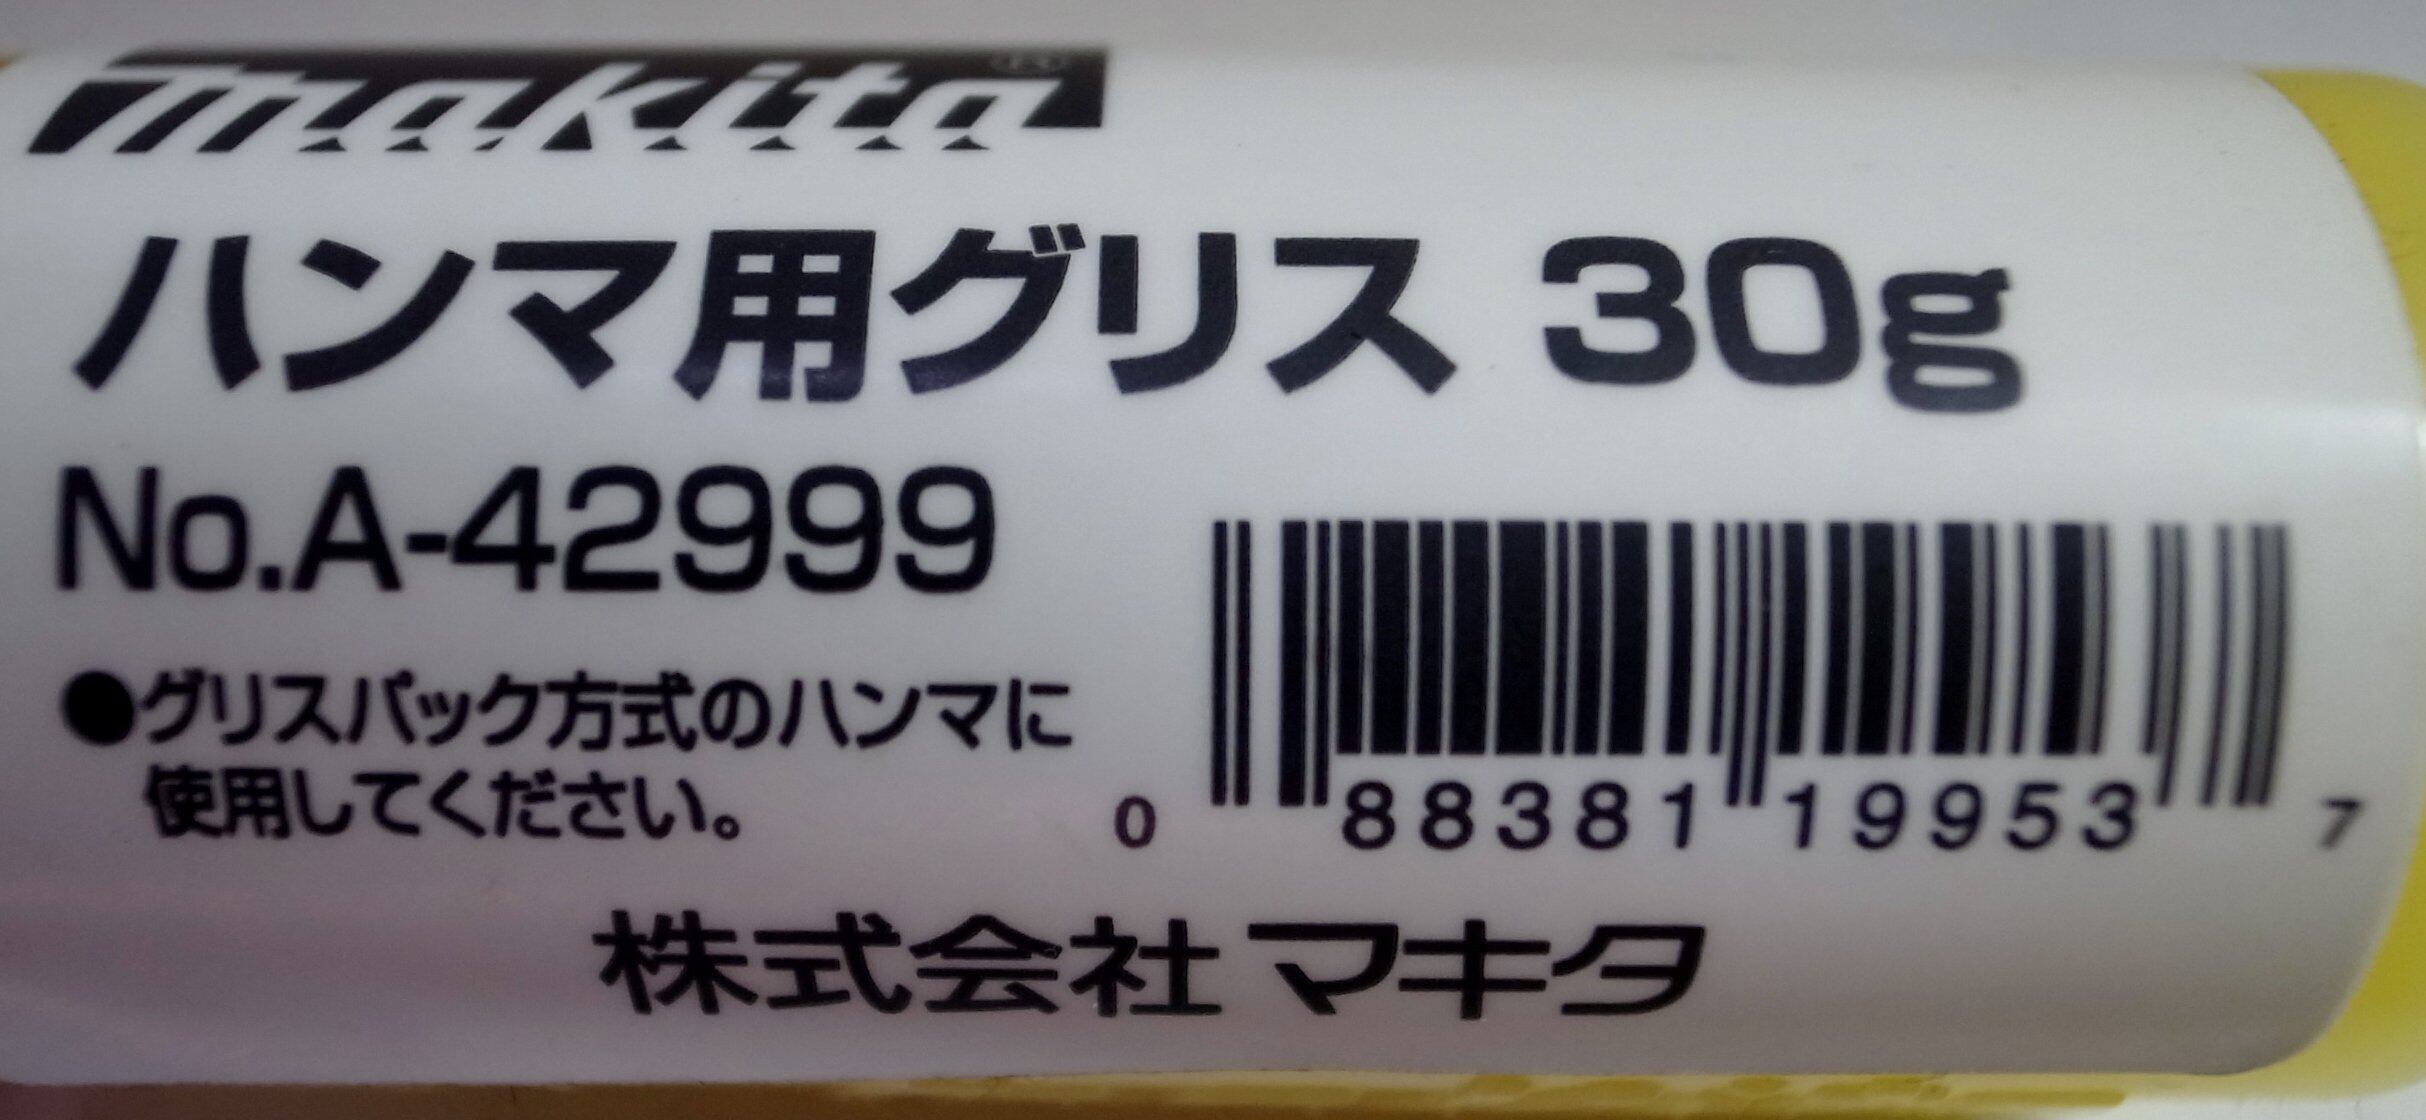 makita®
ハンマ用グリス 30g
No.A-42999
●グリスパック方式のハンマに
使用してください。
0 88381 19953 7
株式会社マキタ